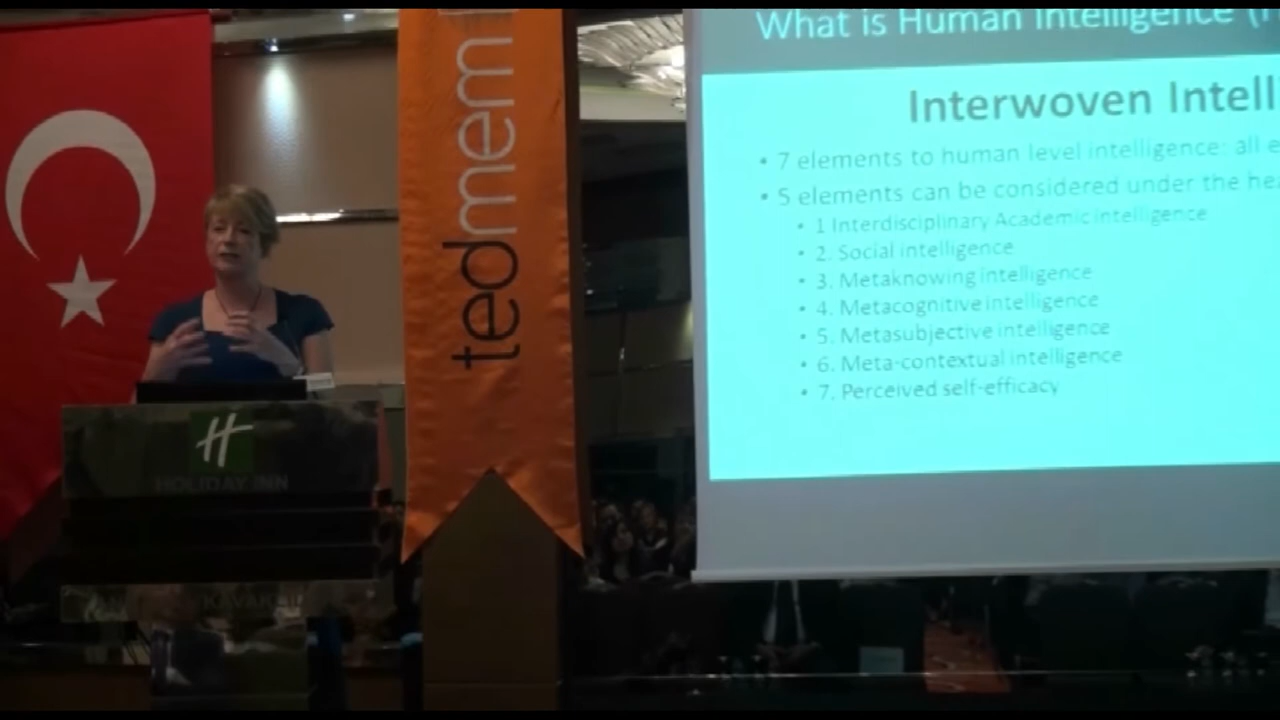 What is Human Intelligence (
Interwoven Intell
• 7 elements to human level intelligence: all e
• 5 elements can be considered under the hea
• 1 Interdisciplinary Academic intelligence
• 2. Social intelligence
• 3. Metaknowing intelligence
• 4. Metacognitive intelligence
• 5. Metasubjective intelligence
• 6. Meta-contextual intelligence
• 7. Perceived self-efficacy
tedmem
H
HOLIDAY INN